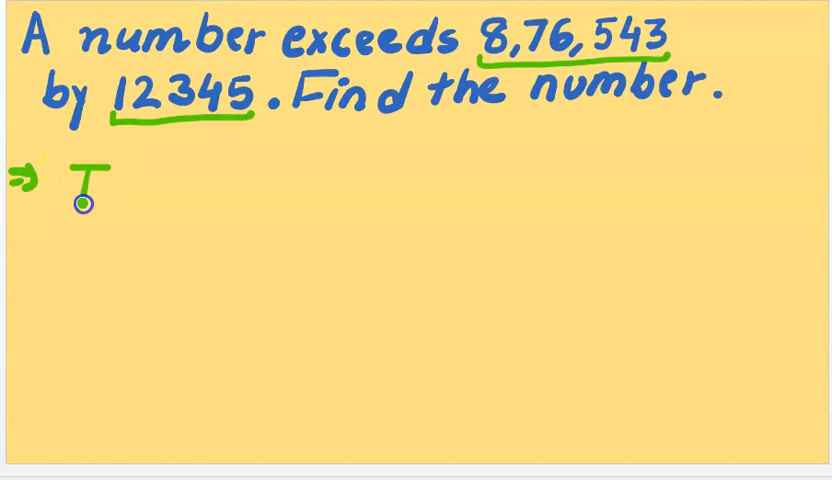 A number exceeds 8,76,543
by 12345. Find the number.
⇒ T